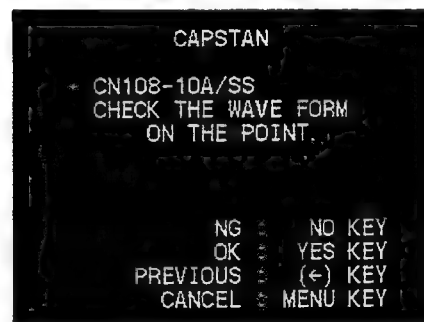 CAPSTAN
* CN108-10A/SS
CHECK THE WAVE FORM
ON THE POINT.
NG : NO KEY
OK : YES KEY
PREVIOUS : (←) KEY
CANCEL : MENU KEY